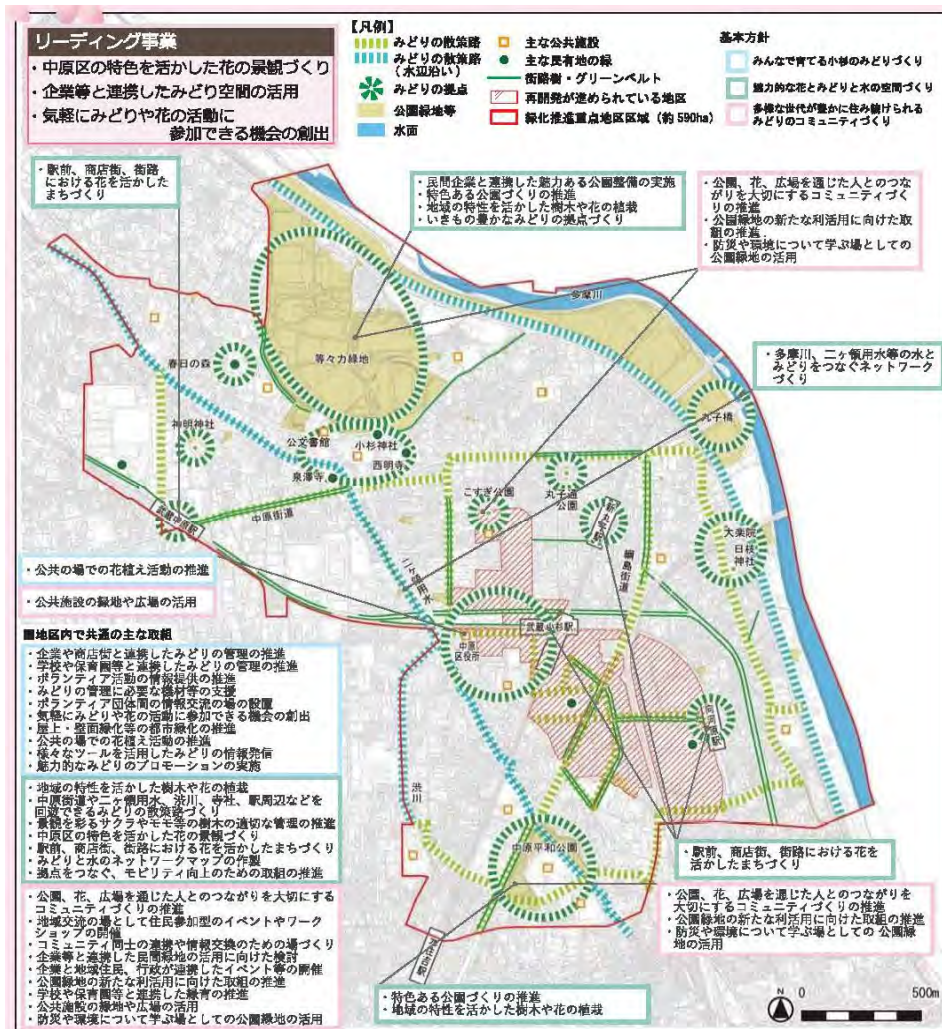 リーディング事業
・中原区の特色を活かした花の景観づくり
・企業等と連携したみどり空間の活用
・気軽にみどりや花の活動に
参加できる機会の創出
【凡例】
みどりの散策路
みどりの散策路
(水辺沿い)
みどりの拠点
公園緑地等
水面
主な公共施設
主な民有地の緑
街路樹・グリーンベルト
再開発が進められている地区
緑化推進重点地区区域(約590ha)
基本方針
みんなで育てる小杉のみどりづくり
魅力的な花とみどりと水の空間づくり
多様な世代が豊かに住み続けられる
みどりのコミュニティづくり
・駅前、商店街、街路
における花を活かした
まちづくり
・民間企業と連携した魅力ある公園整備の実施
・特色ある公園づくりの推進
・地域の特性を活かした樹木や花の植栽
・いきもの豊かなみどりの拠点づくり
・公園、花、広場を通じた人とのつな
がりを大切にするコミュニティづく
りの推進
・公園緑地の新たな利活用に向けた取
組の推進
・防災や環境について学ぶ場としての
公園緑地の活用
多摩川
等々力緑地
春日の森
・多摩川、二ヶ領用水等の水と
みどりをつなぐネットワーク
づくり
丸子橋
神明神社
公文書館
小杉神社
西明寺
泉澤寺
こすぎ公園
丸子通
公園
新丸子駅
武蔵中原駅
中原街道
大楽院
日枝
神社
綱島街道
二ヶ領用水
・公共の場での花植え活動の推進
・公共施設の緑地や広場の活用
武蔵小杉駅
中原
区役所
向河原駅
渋川
中原平和公園
元住吉駅
■地区内で共通の主な取組
・企業や商店街と連携したみどりの管理の推進
・学校や保育園等と連携したみどりの管理の推進
・ボランティア活動の情報提供の推進
・みどりの管理に必要な機材等の支援
・ボランティア団体間の情報交流の場の設置
・気軽にみどりや花の活動に参加できる機会の創出
・屋上・壁面緑化等の都市緑化の推進
・公共の場での花植え活動の推進
・様々なツールを活用したみどりの情報発信
・魅力的なみどりのプロモーションの実施
・地域の特性を活かした樹木や花の植栽
・中原街道や二ヶ領用水、渋川、寺社、駅周辺などを
回遊できるみどりの散策路づくり
・景観を彩るサクラやモモ等の樹木の適切な管理の推進
・中原区の特色を活かした花の景観づくり
・駅前、商店街、街路における花を活かしたまちづくり
・みどりと水のネットワークマップの作製
・拠点をつなぐ、モビリティ向上のための取組の推進
・公園、花、広場を通じた人とのつながりを大切にする
コミュニティづくりの推進
・地域交流の場として住民参加型のイベントやワーク
ショップの開催
・コミュニティ同士の連携や情報交換のための場づくり
・企業等と連携した民間緑地の活用に向けた検討
・企業と地域住民、行政が連携したイベント等の開催
・公園緑地の新たな利活用に向けた取組の推進
・学校や保育園等と連携した緑育の推進
・公共施設の緑地や広場の活用
・防災や環境について学ぶ場としての公園緑地の活用
・駅前、商店街、街路における花を
活かしたまちづくり
・公園、花、広場を通じた人とのつながりを
大切にするコミュニティづくりの推進
・公園緑地の新たな利活用に向けた取組の推進
・防災や環境について学ぶ場としての 公園緑
地の活用
・特色ある公園づくりの推進
・地域の特性を活かした樹木や花の植栽
N
0
500m